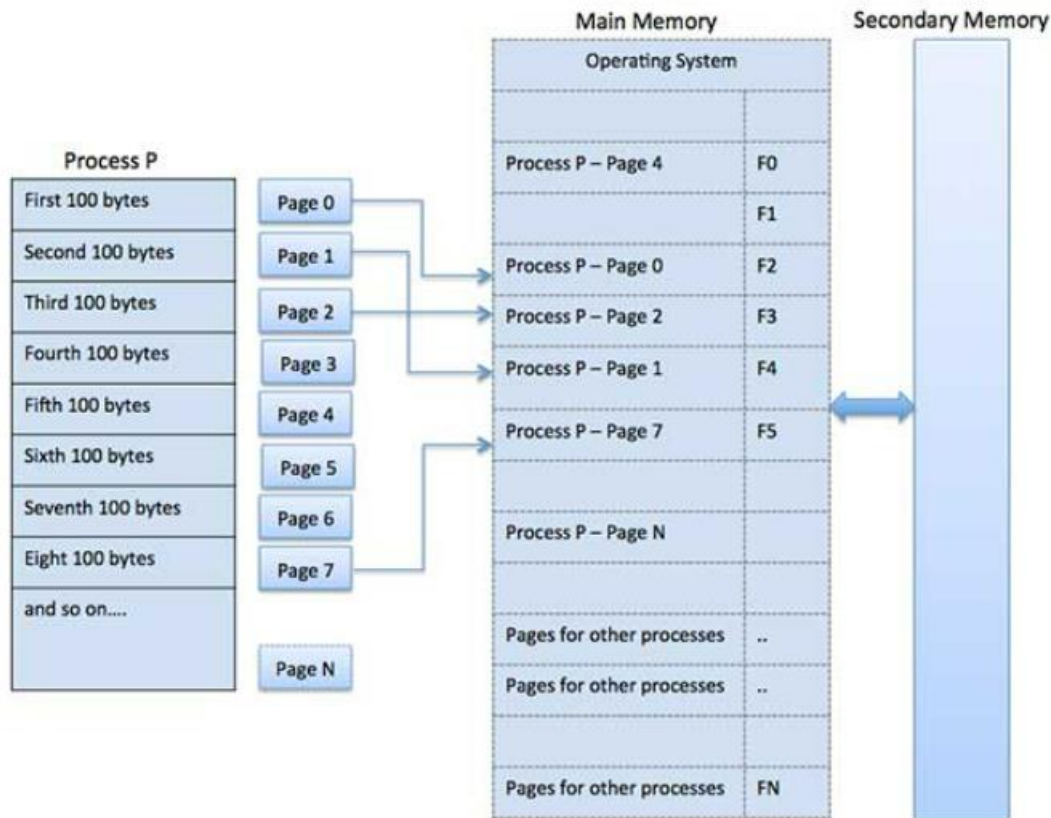 Main Memory
Secondary Memory
Operating System
Process P
Process P – Page 4 F0
First 100 bytes
Page 0
F1
Second 100 bytes
Page 1
Process P – Page 0 F2
Third 100 bytes
Page 2
Process P – Page 2 F3
Fourth 100 bytes
Page 3
Process P – Page 1 F4
Fifth 100 bytes
Page 4
Process P – Page 7 F5
Sixth 100 bytes
Page 5
Seventh 100 bytes
Page 6
Process P – Page N
Eight 100 bytes
Page 7
and so on....
Pages for other processes ..
Page N
Pages for other processes ..
Pages for other processes FN